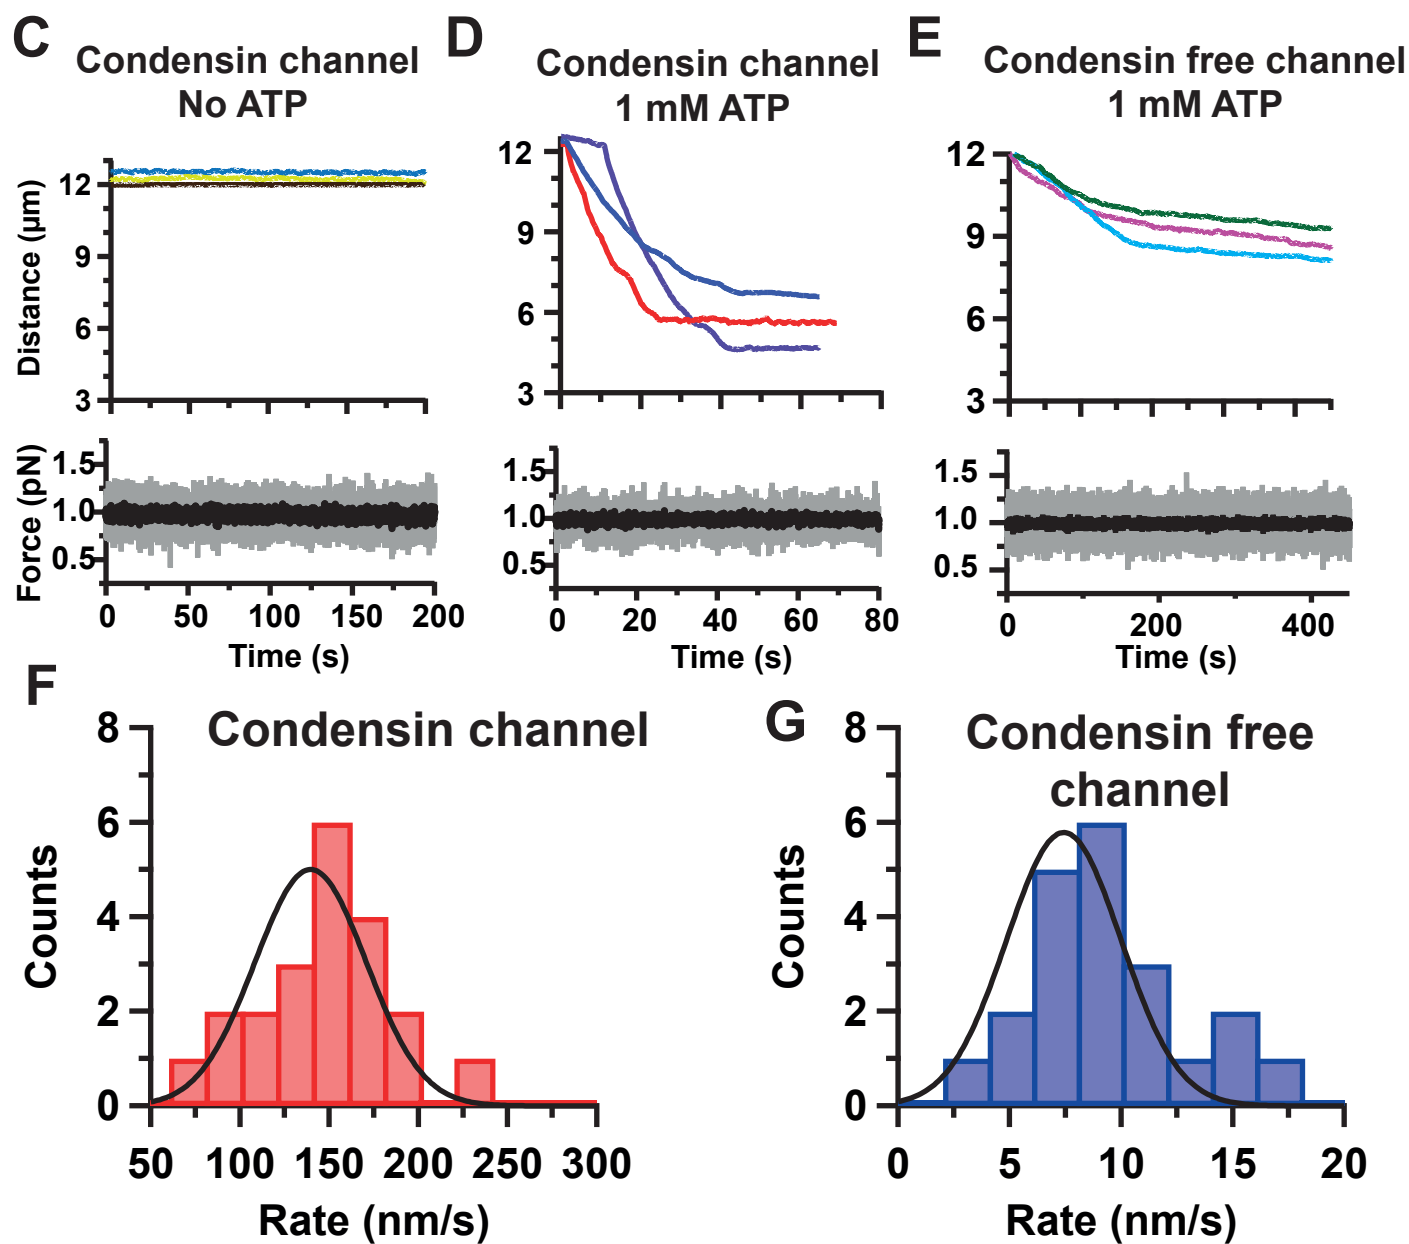 C
Condensin channel
No ATP
D
Condensin channel
1 mM ATP
E
Condensin free channel
1 mM ATP
Distance (µm)
12
9
6
3
12
9
6
3
12
9
6
3
Force (pN)
1.5
1.0
0.5
0 50 100 150 200
Time (s)
1.5
1.0
0.5
0 20 40 60 80
Time (s)
1.5
1.0
0.5
0 200 400
Time (s)
F
Condensin channel
Counts
8
6
4
2
0
50 100 150 200 250 300
Rate (nm/s)
G
Condensin free
channel
Counts
8
6
4
2
0
0 5 10 15 20
Rate (nm/s)